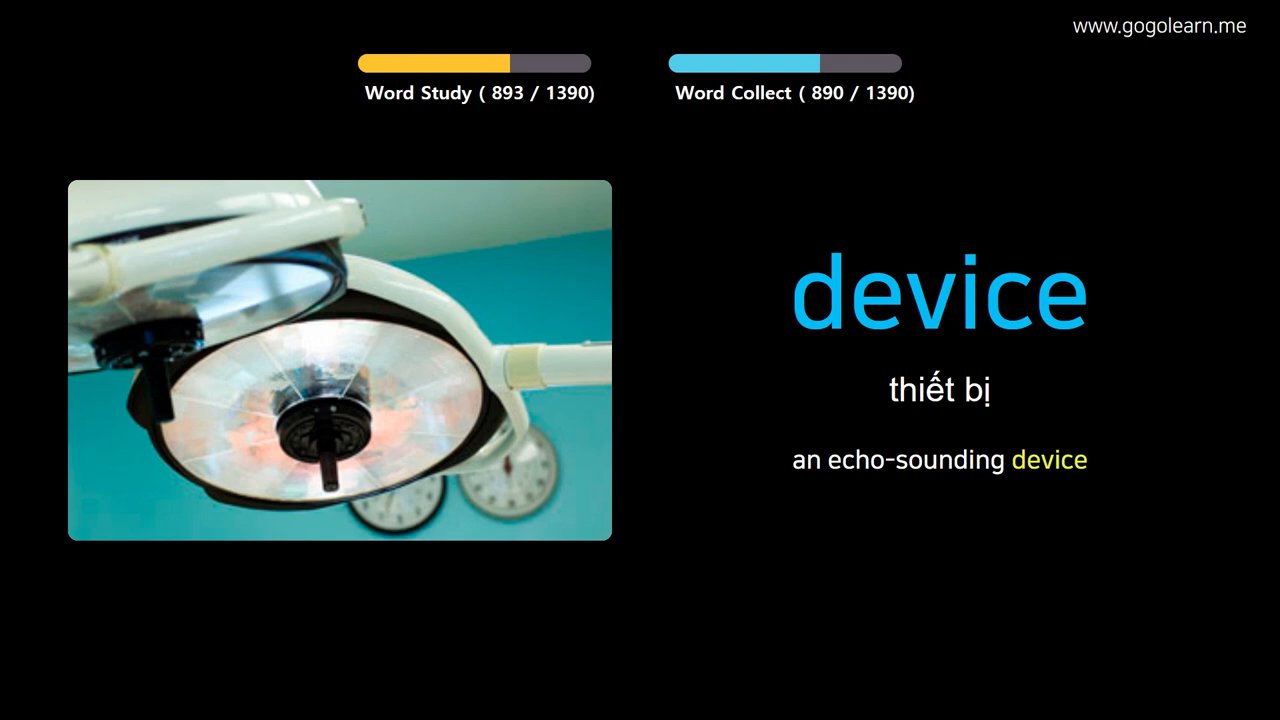 www.gogolearn.me
Word Study ( 893 / 1390)
Word Collect ( 890 / 1390)
device
thiết bị
an echo-sounding device